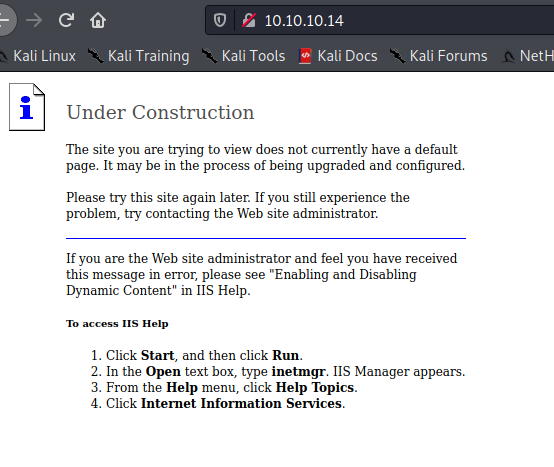 10.10.10.14
Kali Linux Kali Training Kali Tools Kali Docs Kali Forums NetH
Under Construction
The site you are trying to view does not currently have a default
page. It may be in the process of being upgraded and configured.
Please try this site again later. If you still experience the
problem, try contacting the Web site administrator.
If you are the Web site administrator and feel you have received
this message in error, please see "Enabling and Disabling
Dynamic Content" in IIS Help.
To access IIS Help
1. Click Start, and then click Run.
2. In the Open text box, type inetmgr. IIS Manager appears.
3. From the Help menu, click Help Topics.
4. Click Internet Information Services.